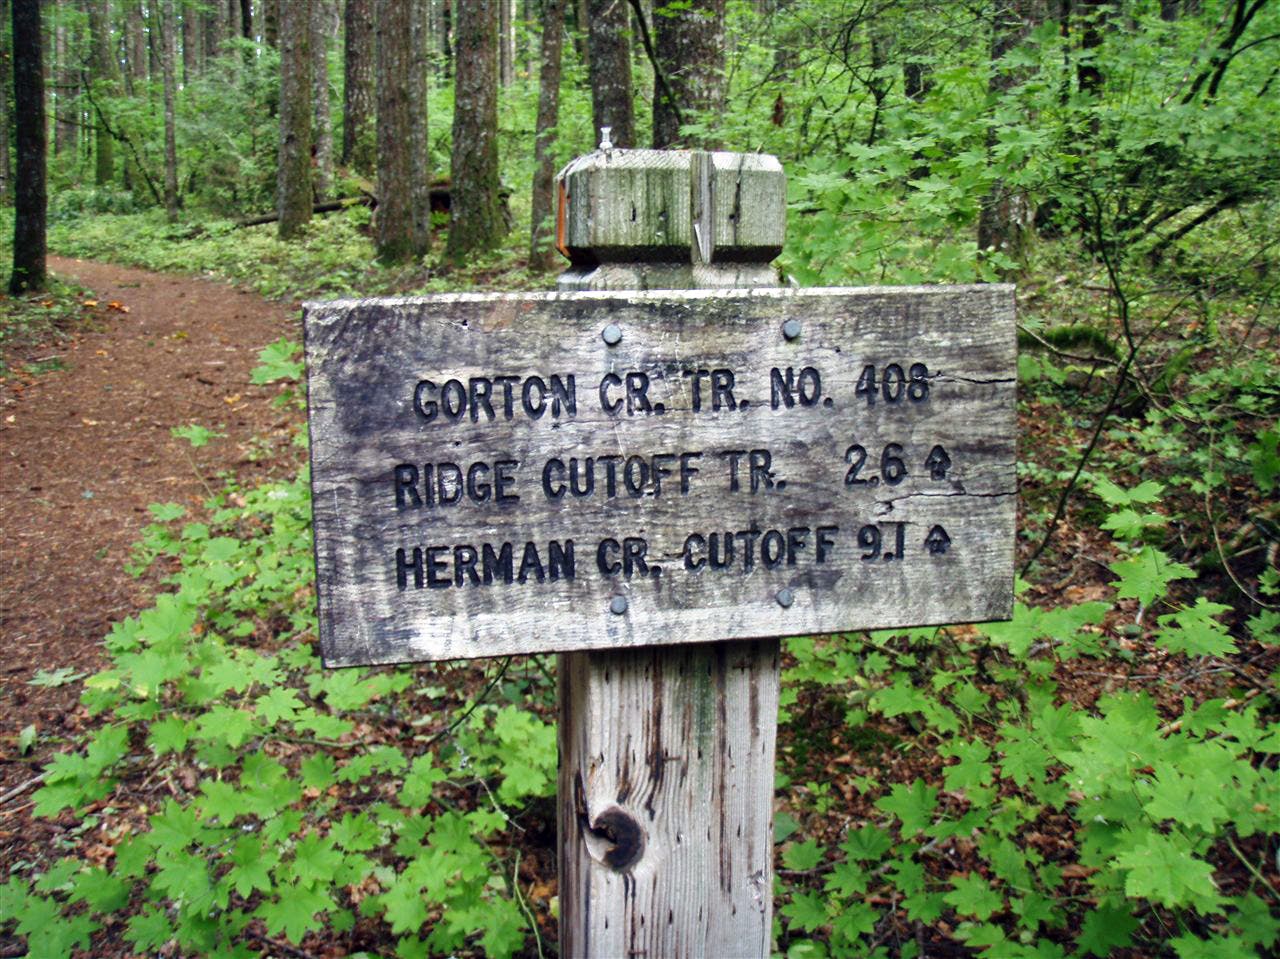 GORTON CR. TR. NO. 408
RIDGE CUTOFF TR. 2.6
HERMAN CR. CUTOFF 9.1